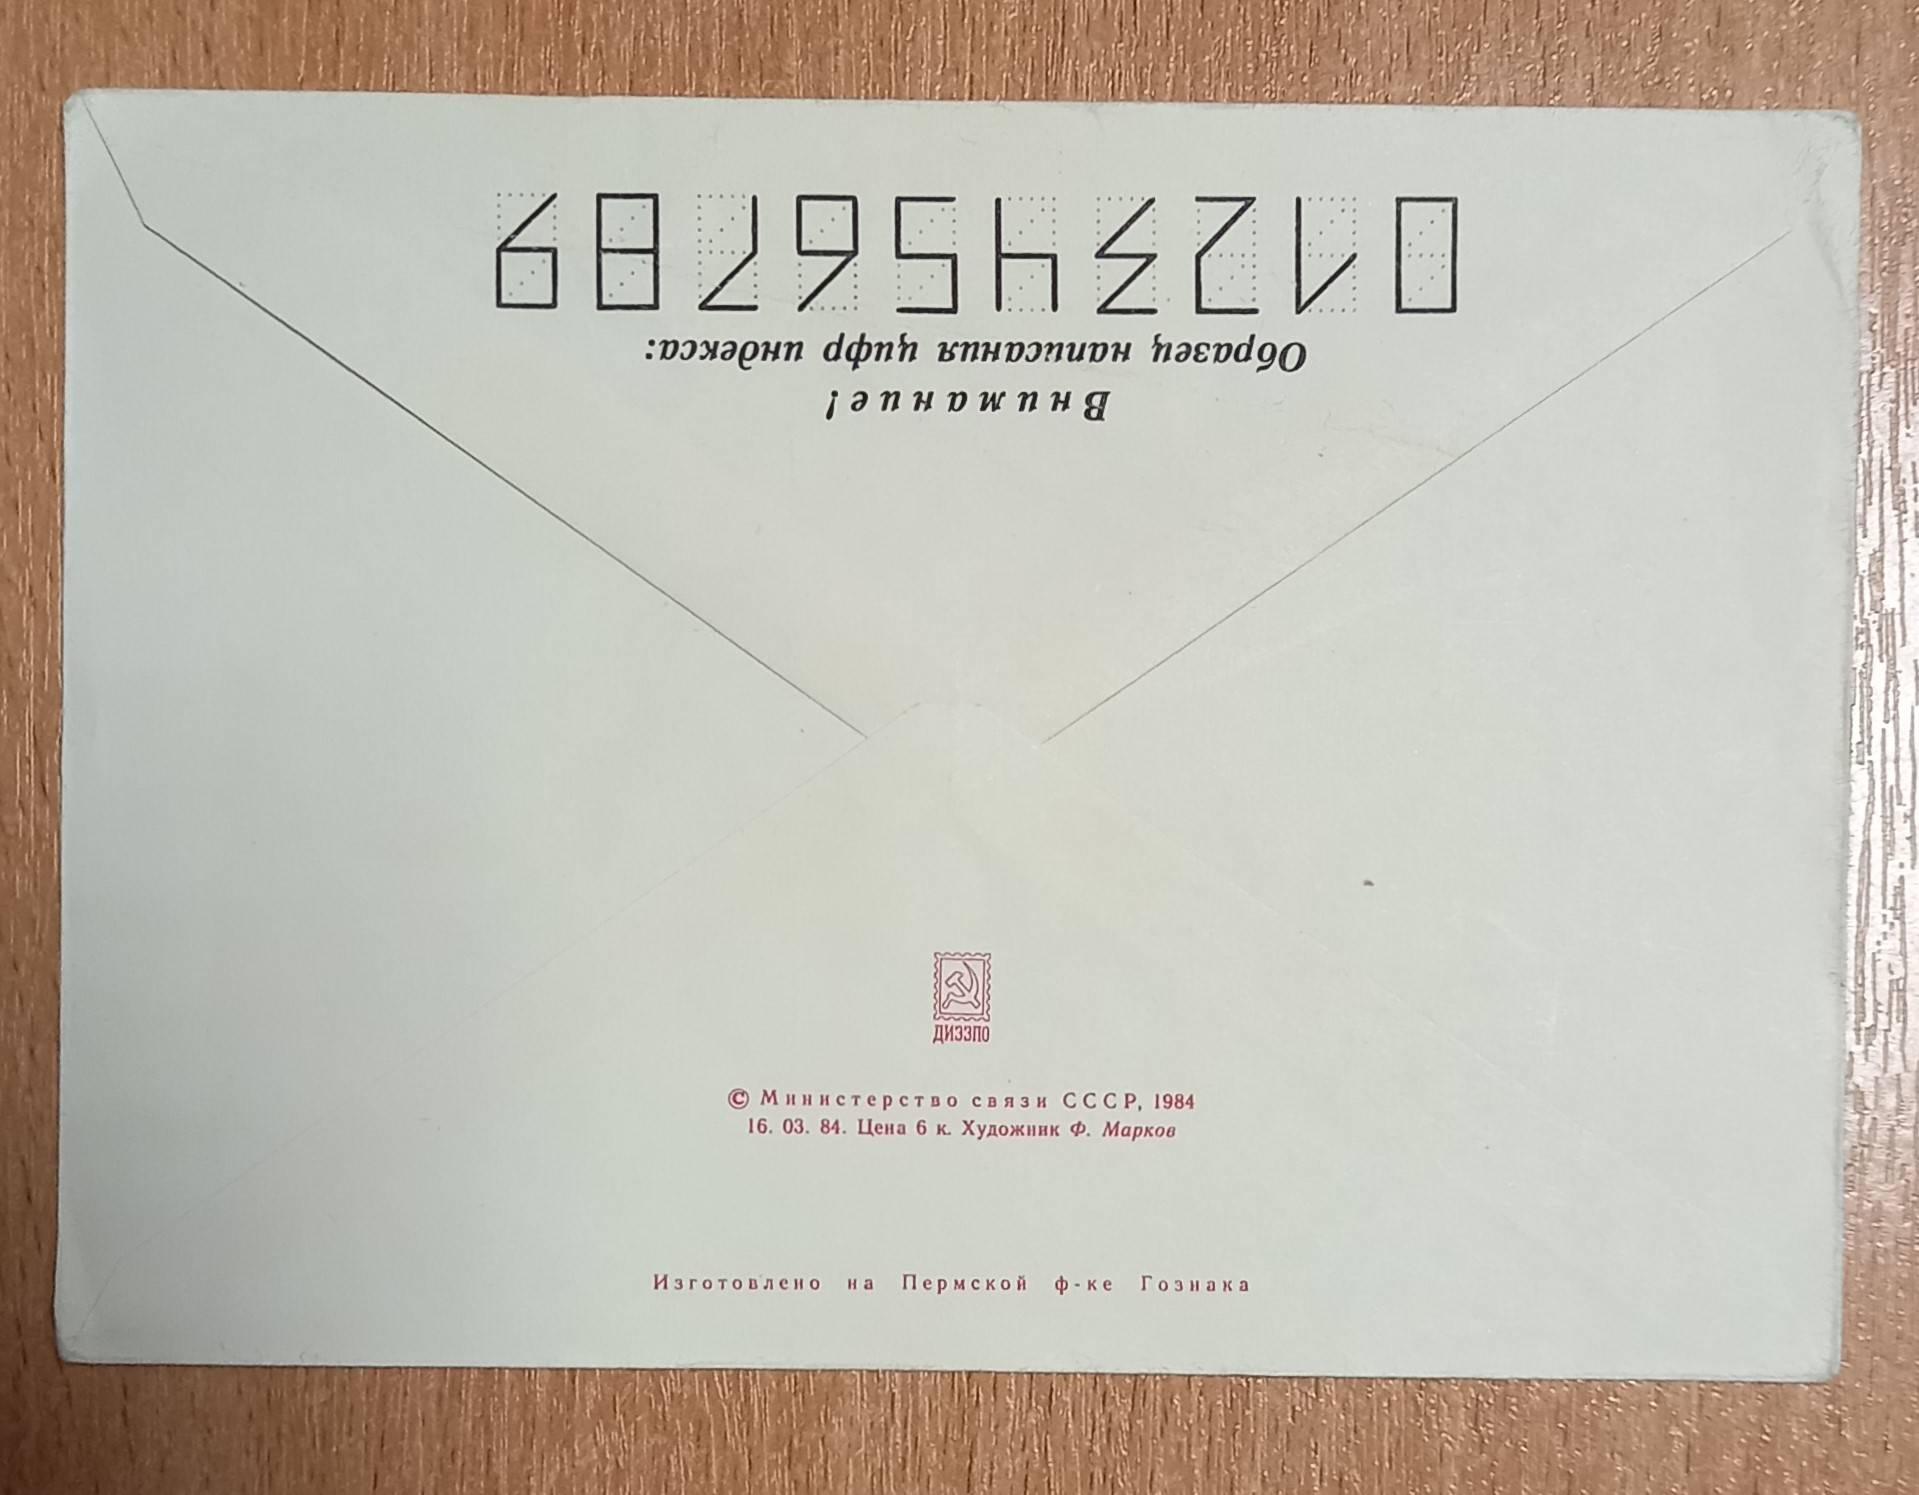 Внимание!
Образец написания цифр индекса:
0123456789
ДИЭЗПО
© Министерство связи СССР, 1984
16. 03. 84. Цена 6 к. Художник Ф. Марков
Изготовлено на Пермской ф-ке Гознака